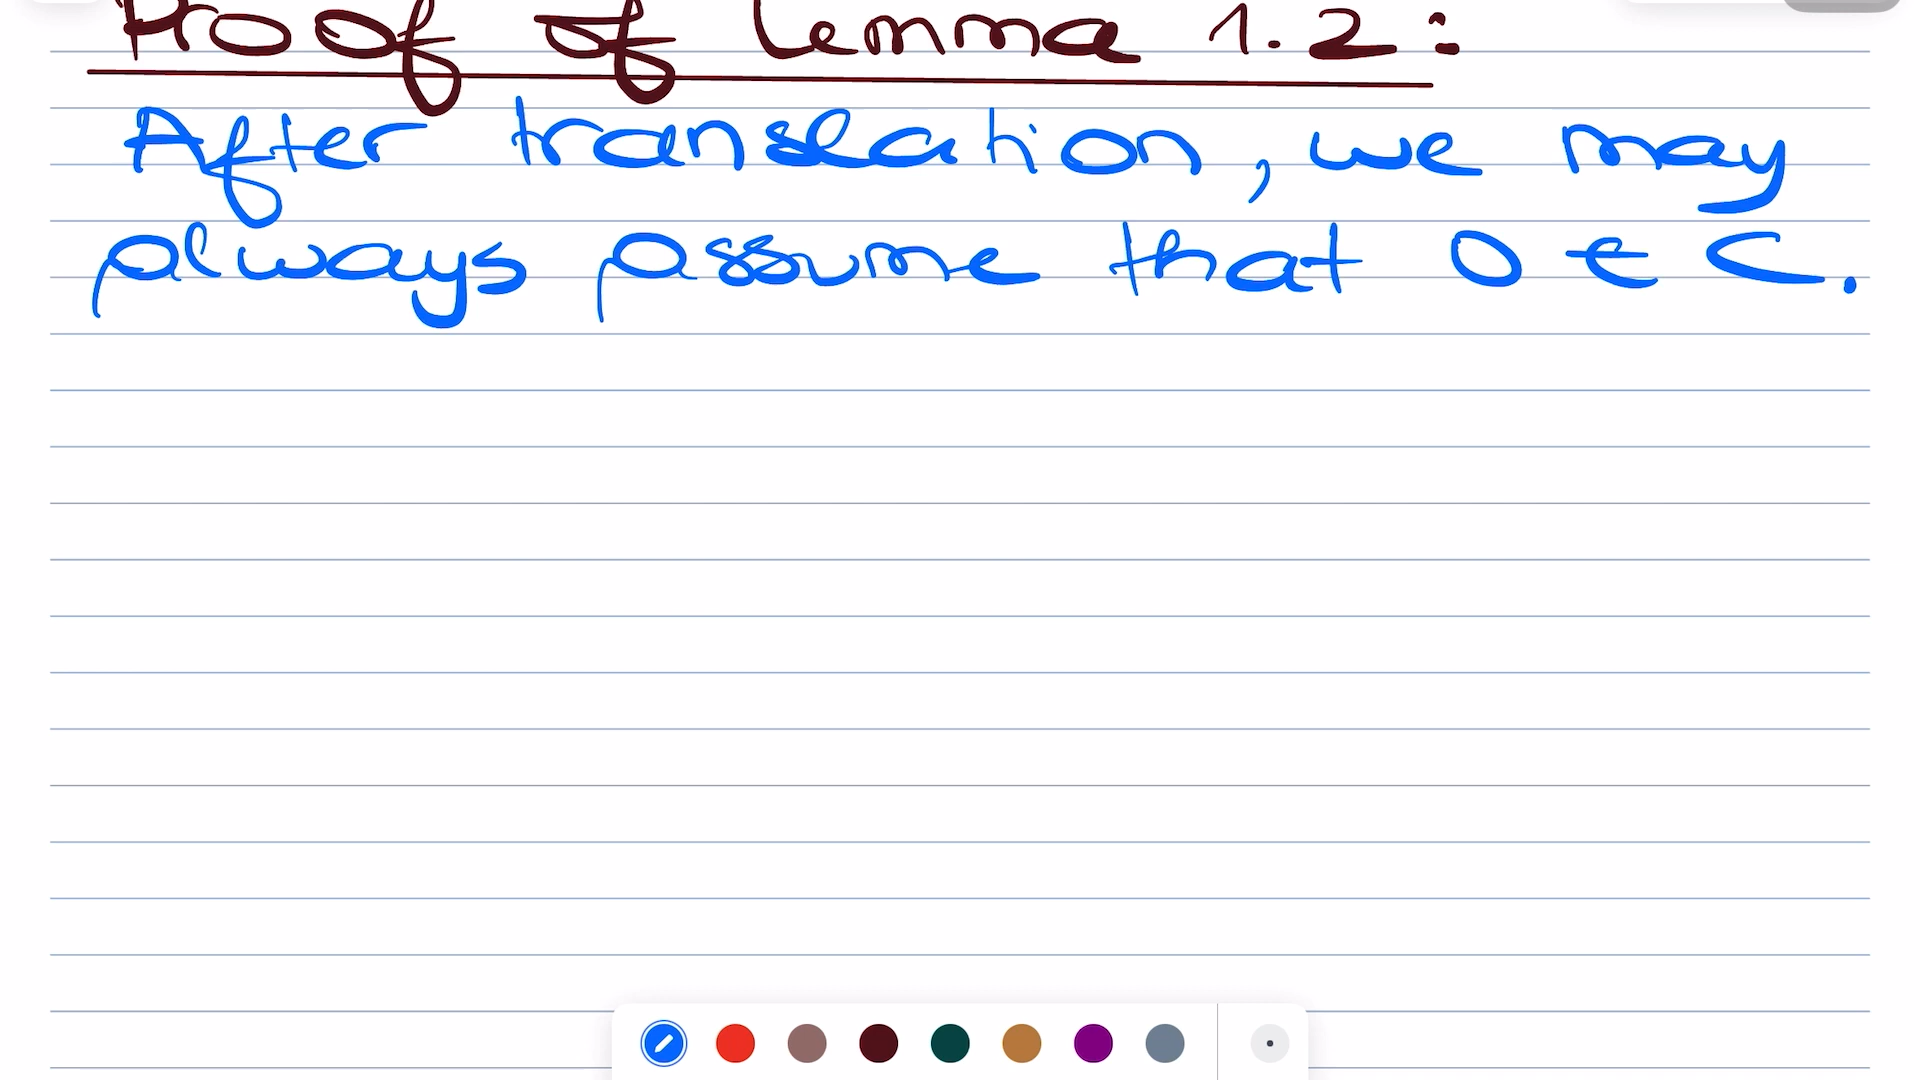 Proof of Lemma 1.2:
After translation, we may
always assume that 0 ∈ C.